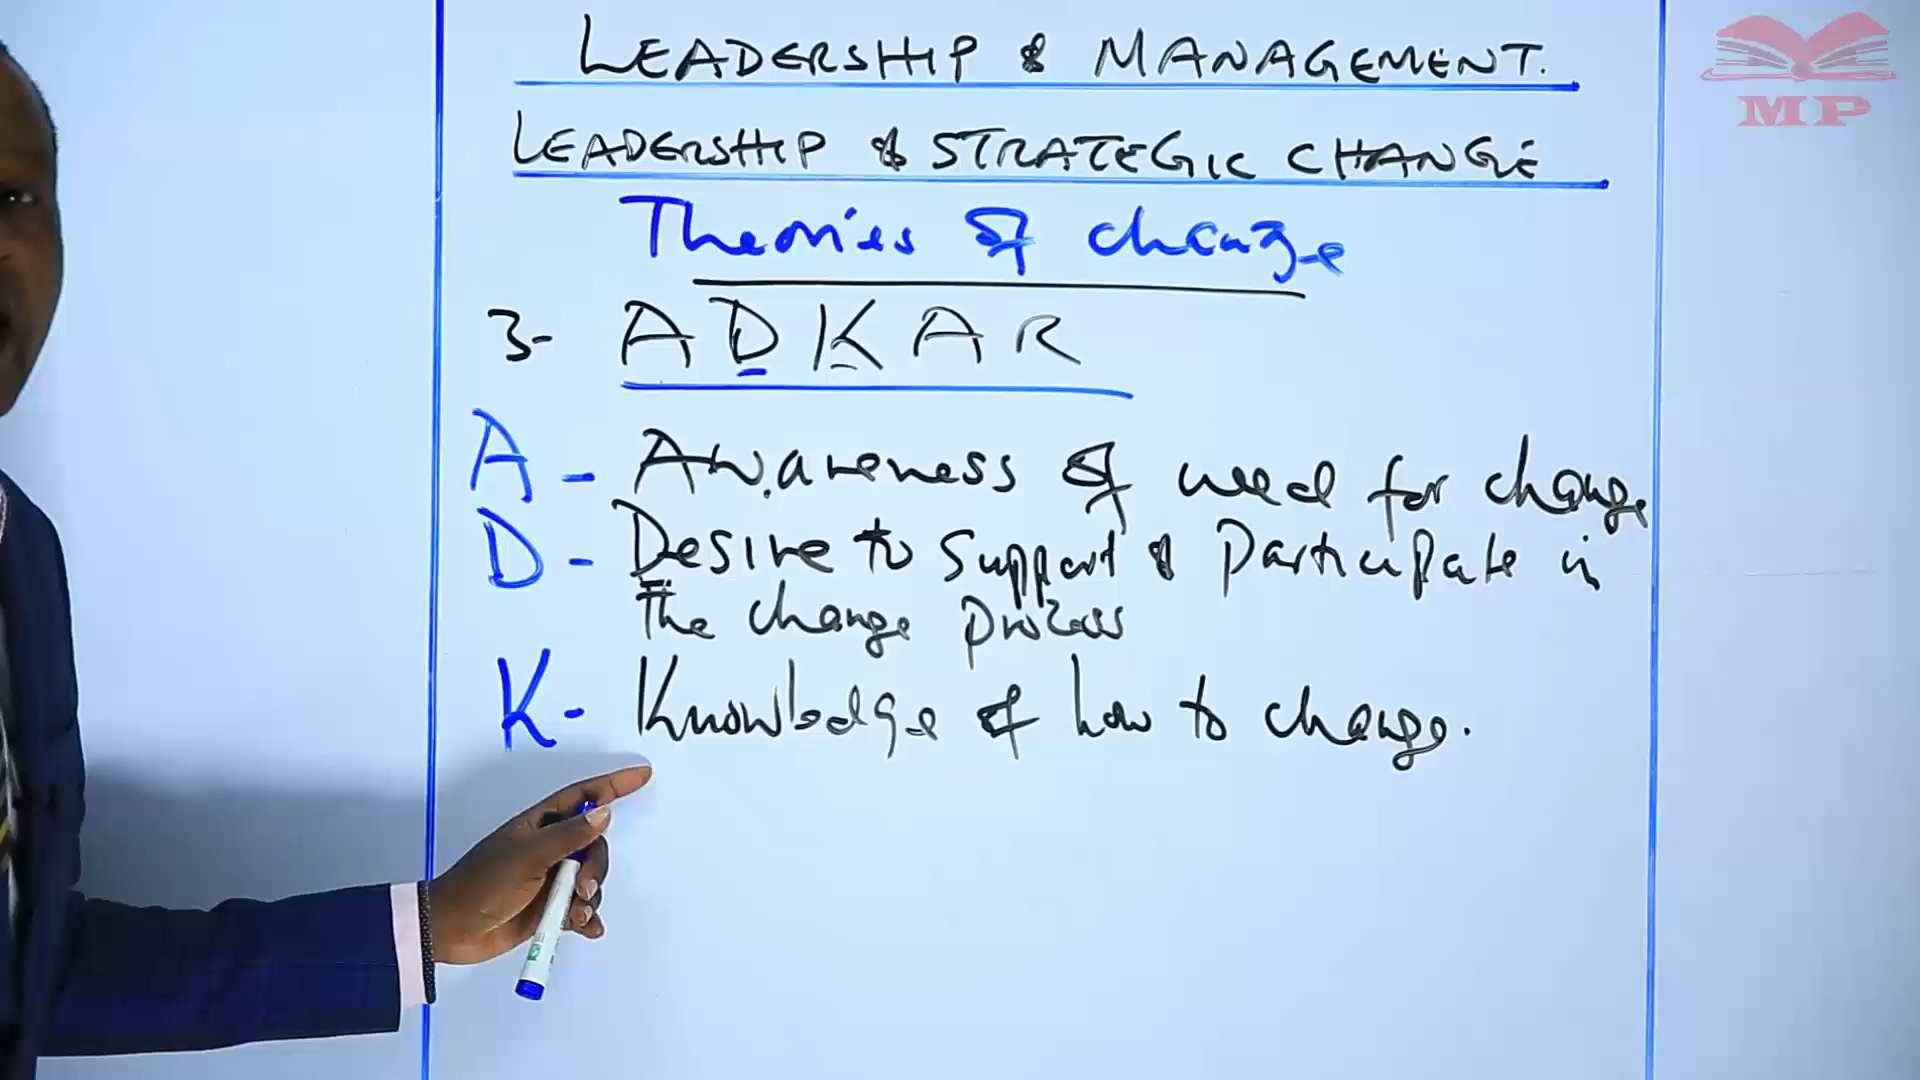 LEADERSHIP & MANAGEMENT.
LEADERSHIP & STRATEGIC CHANGE
Theories of change
3- ADKAR
A - Awareness of need for change
D - Desire to support & Participate in
The change process
K - Knowledge of how to change.
MP